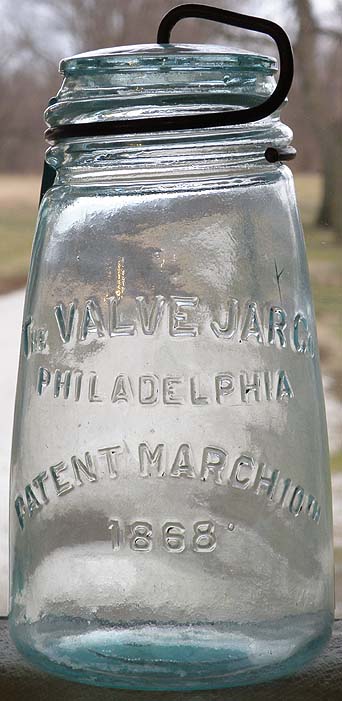 THE VALVE JAR CO
PHILADELPHIA
PATENT MARCH 10TH
1868